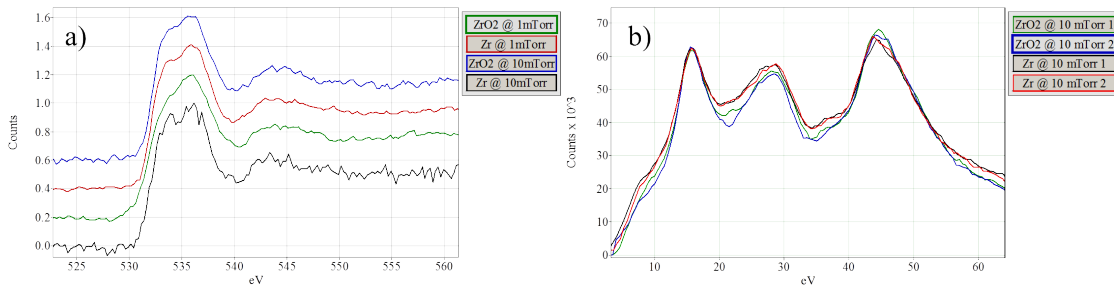 a)
1.6
1.4
1.2
1.0
0.8
0.6
0.4
0.2
0.0
Counts
525
530
535
540
545
550
555
560
eV
ZrO2 @ 1mTorr
Zr @ 1mTorr
ZrO2 @ 10mTorr
Zr @ 10mTorr
b)
70
60
50
40
30
20
10
0
Counts x 10^3
10
20
30
40
50
60
eV
ZrO2 @ 10 mTorr 1
ZrO2 @ 10 mTorr 2
Zr @ 10 mTorr 1
Zr @ 10 mTorr 2